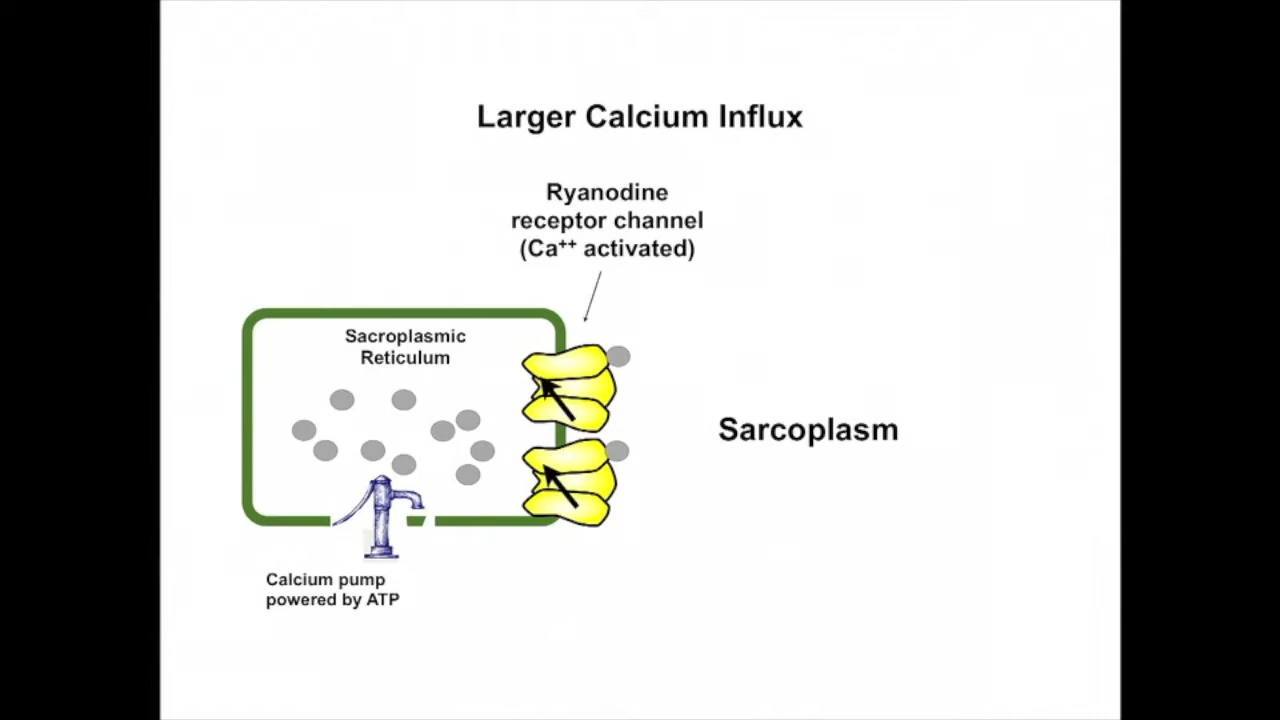 Larger Calcium Influx
Ryanodine
receptor channel
(Ca⁺⁺ activated)
Sacroplasmic
Reticulum
Sarcoplasm
Calcium pump
powered by ATP